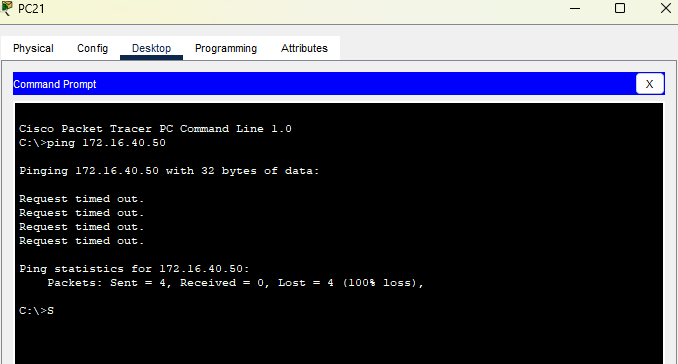 PC21
Physical Config Desktop Programming Attributes
Command Prompt
X
Cisco Packet Tracer PC Command Line 1.0
C:\>ping 172.16.40.50
Pinging 172.16.40.50 with 32 bytes of data:
Request timed out.
Request timed out.
Request timed out.
Request timed out.
Ping statistics for 172.16.40.50:
Packets: Sent = 4, Received = 0, Lost = 4 (100% loss),
C:\>S